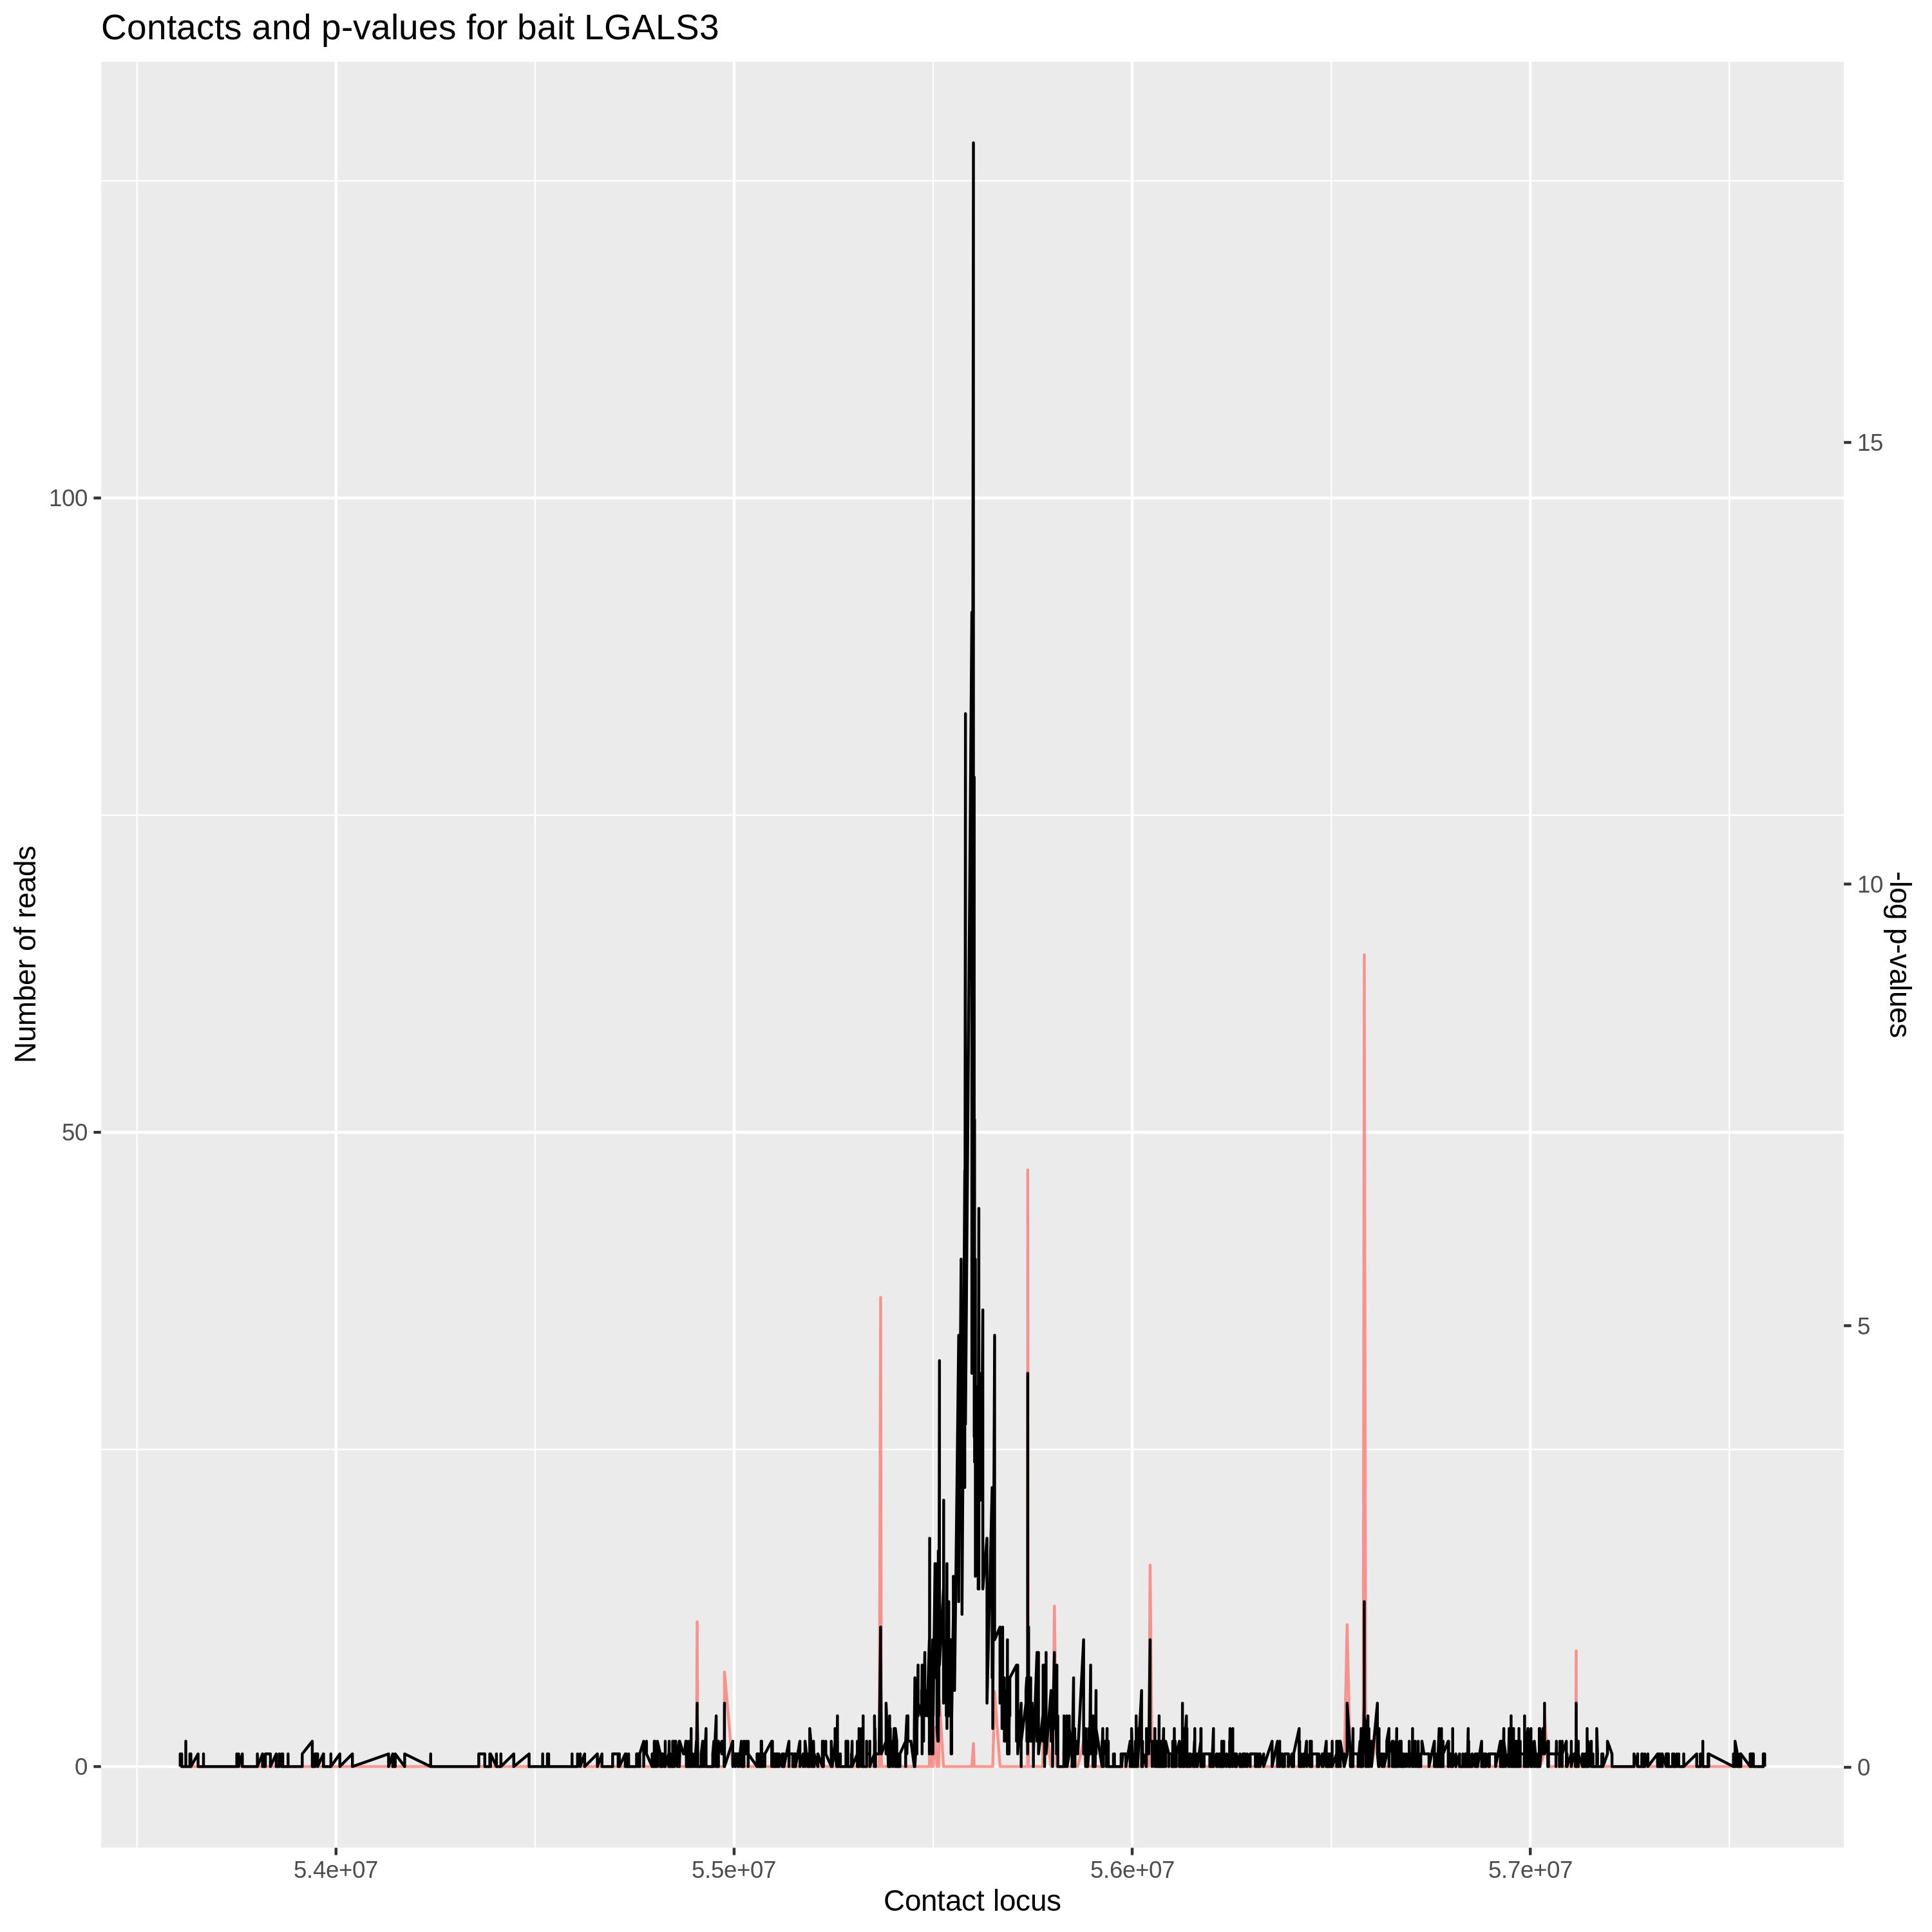 Contacts and p-values for bait LGALS3
Number of reads
100
50
0
15
10
5
0
-log p-values
5.4e+07
5.5e+07
5.6e+07
5.7e+07
Contact locus